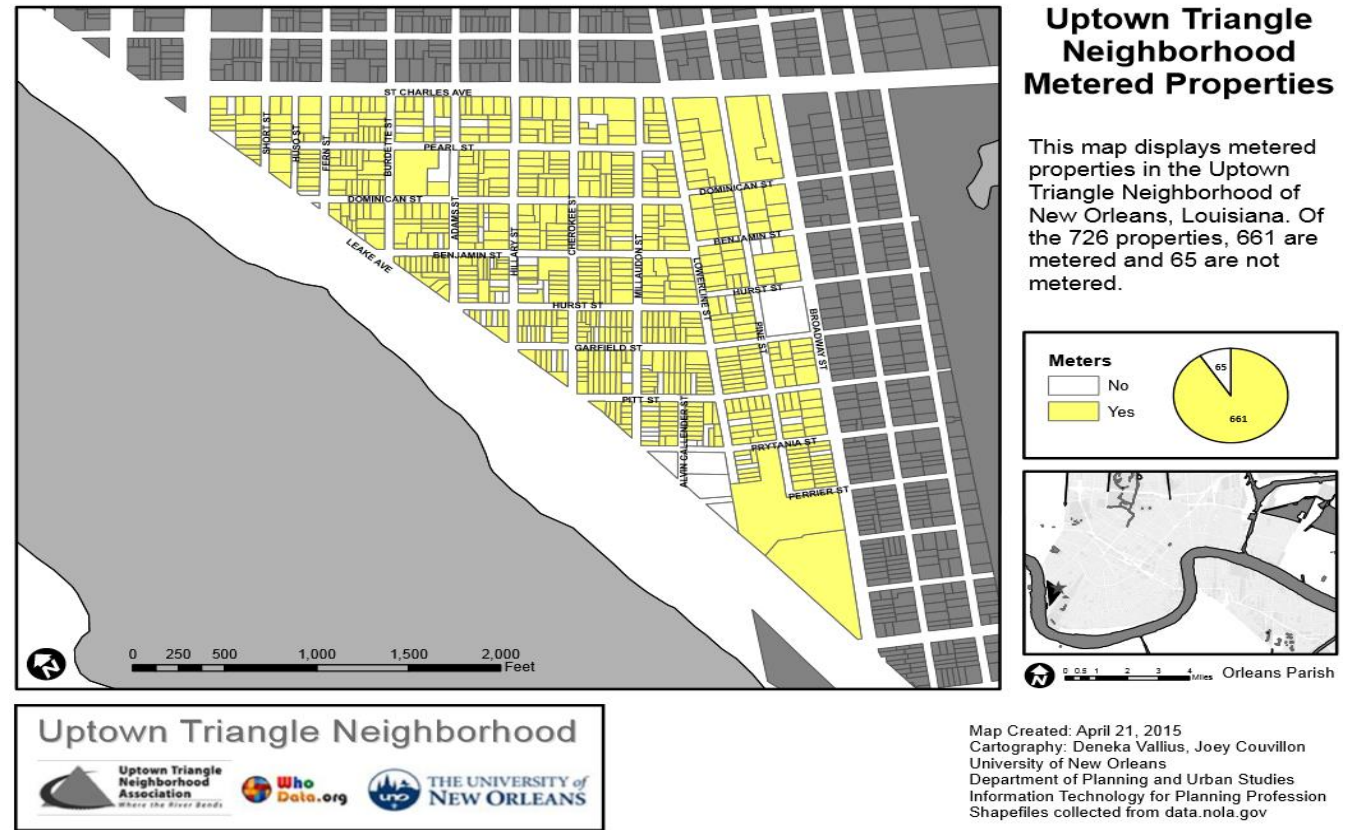 Uptown Triangle
Neighborhood
Metered Properties
This map displays metered
properties in the Uptown
Triangle Neighborhood of
New Orleans, Louisiana. Of
the 726 properties, 661 are
metered and 65 are not
metered.
Meters
No
Yes
65
661
ST CHARLES AVE
SHORT ST
HUSO ST
FERN ST
BURDETTE ST
PEARL ST
DOMINICAN ST
DOMINICAN ST
ADAMS ST
HILLARY ST
CHEROKEE ST
MILLAUDON ST
LOWERLINE ST
BENJAMIN ST
BENJAMIN ST
LEAKE AVE
HURST ST
HURST ST
PINE ST
BROADWAY ST
GARFIELD ST
PITT ST
ALVIN CALLENDER ST
PRYTANIA ST
PERRIER ST
N
0 250 500 1,000 1,500 2,000
Feet
N
0 0.5 1 2 3 4
Miles
Orleans Parish
Uptown Triangle Neighborhood
Uptown Triangle
Neighborhood
Association
Where the River Bends
Who
Data.org
uno
THE UNIVERSITY of
NEW ORLEANS
Map Created: April 21, 2015
Cartography: Deneka Vallius, Joey Couvillon
University of New Orleans
Department of Planning and Urban Studies
Information Technology for Planning Profession
Shapefiles collected from data.nola.gov